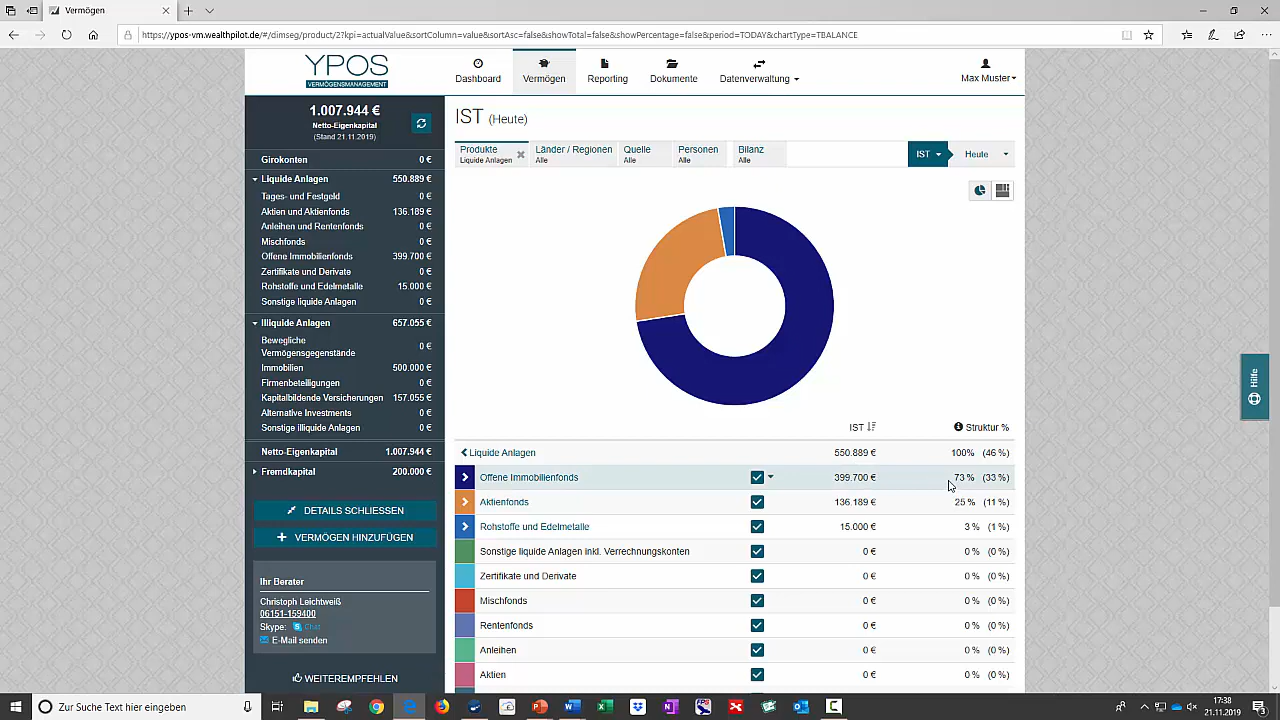 Vermögen
https://ypos-vm.wealthpilot.de/#/dimseg/product/2?kpi=actualValue&sortColumn=value&sortAsc=false&showTotal=false&showPercentage=false&period=TODAY&chartType=TBALANCE
YPOS
VERMÖGENSMANAGEMENT
Dashboard
Vermögen
Reporting
Dokumente
Datenverwaltung
Max Muster
1.007.944 €
Netto-Eigenkapital
(Stand 21.11.2019)
Girokonten 0 €
Liquide Anlagen 550.889 €
Tages- und Festgeld 0 €
Aktien und Aktienfonds 136.189 €
Anleihen und Rentenfonds 0 €
Mischfonds 0 €
Offene Immobilienfonds 399.700 €
Zertifikate und Derivate 0 €
Rohstoffe und Edelmetalle 15.000 €
Sonstige liquide Anlagen 0 €
Illiquide Anlagen 657.055 €
Bewegliche
Vermögensgegenstände 0 €
Immobilien 500.000 €
Firmenbeteiligungen 0 €
Kapitalbildende Versicherungen 157.055 €
Alternative Investments 0 €
Sonstige illiquide Anlagen 0 €
Netto-Eigenkapital 1.007.944 €
Fremdkapital 200.000 €
DETAILS SCHLIESSEN
VERMÖGEN HINZUFÜGEN
Ihr Berater
Christoph Leichtweiß
06151-159400
Skype: Chat
E-Mail senden
WEITEREMPFEHLEN
IST (Heute)
Produkte
Liquide Anlagen
Länder / Regionen
Alle
Quelle
Alle
Personen
Alle
Bilanz
Alle
IST
Heute
IST Struktur %
Liquide Anlagen 550.889 € 100% (46 %)
Offene Immobilienfonds 399.700 € 73 % (33 %)
Aktienfonds 136.189 € 25 % (11 %)
Rohstoffe und Edelmetalle 15.000 € 3 % (1 %)
Sonstige liquide Anlagen inkl. Verrechnungskonten 0 € 0 % (0 %)
Zertifikate und Derivate 0 € 0 % (0 %)
Mischfonds 0 € 0 % (0 %)
Rentenfonds 0 € 0 % (0 %)
Anleihen 0 € 0 % (0 %)
Aktien 0 € 0 % (0 %)
Hilfe
Zur Suche Text hier eingeben
17:38
21.11.2019